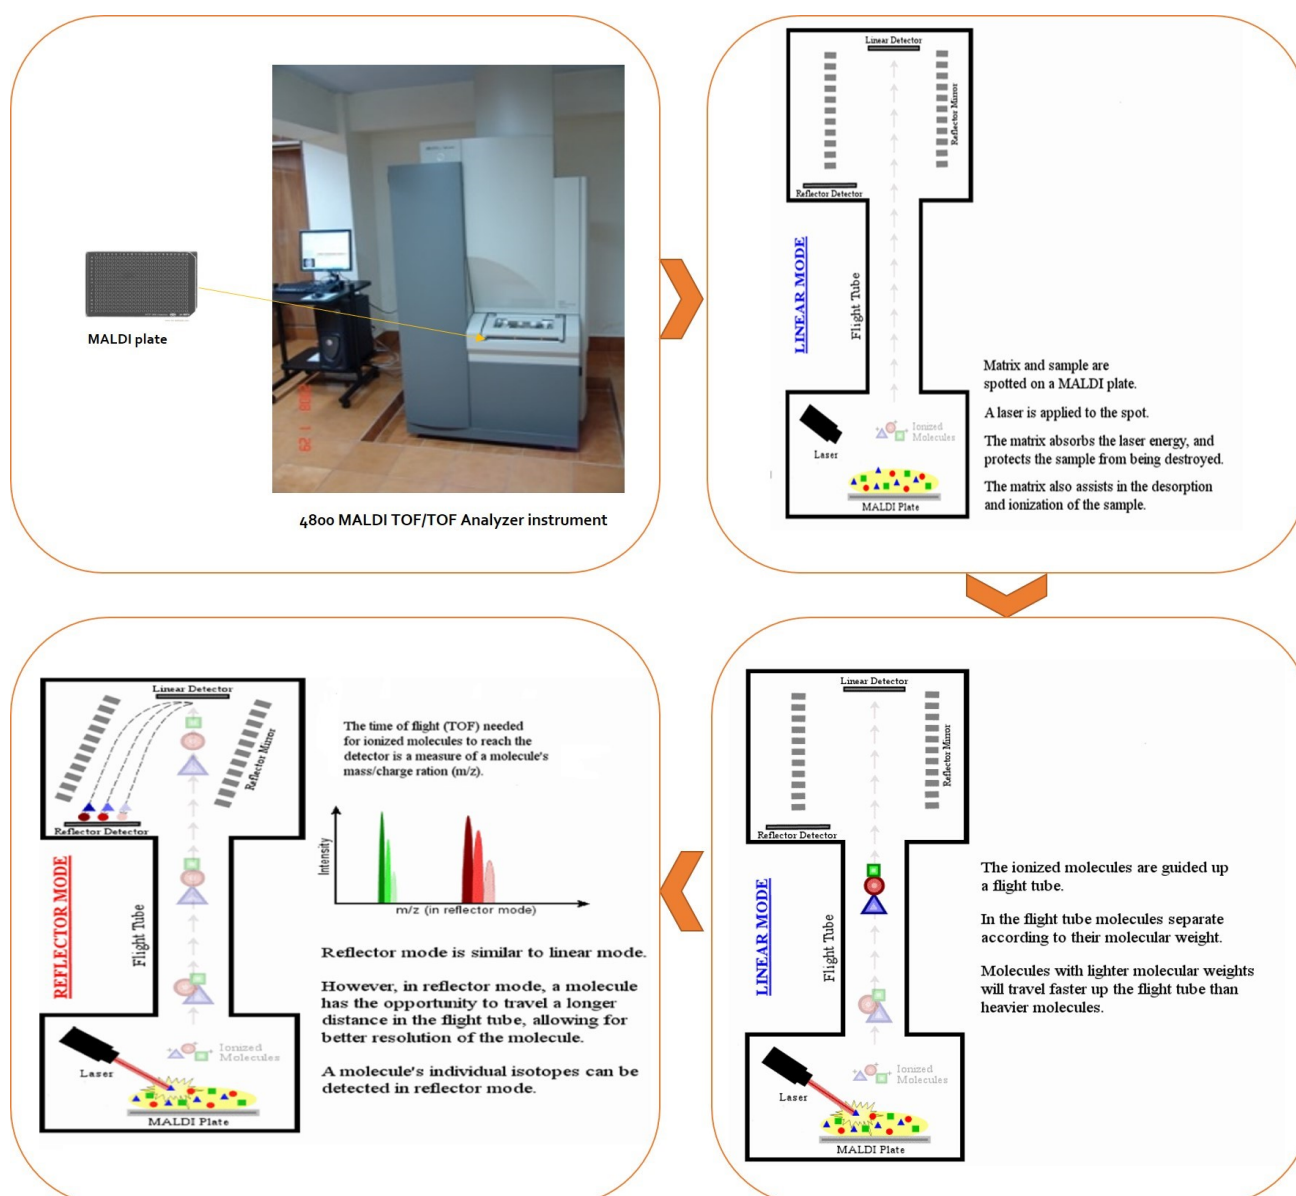 MALDI plate
4800 MALDI TOF/TOF Analyzer instrument
2008 1 29
Linear Detector
Reflector Mirror
Reflector Detector
LINEAR MODE
Flight Tube
Ionized
Molecules
Laser
MALDI Plate
Matrix and sample are
spotted on a MALDI plate.
A laser is applied to the spot.
The matrix absorbs the laser energy, and
protects the sample from being destroyed.
The matrix also assists in the desorption
and ionization of the sample.
Linear Detector
Reflector Mirror
Reflector Detector
REFLECTOR MODE
Flight Tube
Ionized
Molecules
Laser
MALDI Plate
The time of flight (TOF) needed
for ionized molecules to reach the
detector is a measure of a molecule's
mass/charge ration (m/z).
Intensity
m/z (in reflector mode)
Reflector mode is similar to linear mode.
However, in reflector mode, a molecule
has the opportunity to travel a longer
distance in the flight tube, allowing for
better resolution of the molecule.
A molecule's individual isotopes can be
detected in reflector mode.
Linear Detector
Reflector Mirror
Reflector Detector
LINEAR MODE
Flight Tube
Ionized
Molecules
Laser
MALDI Plate
The ionized molecules are guided up
a flight tube.
In the flight tube molecules separate
according to their molecular weight.
Molecules with lighter molecular weights
will travel faster up the flight tube than
heavier molecules.